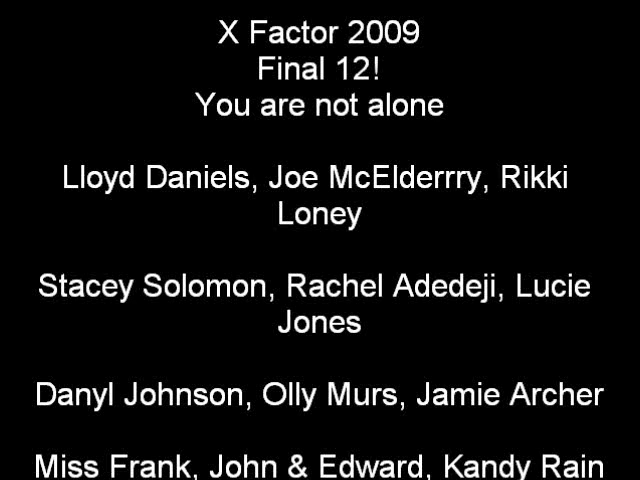 X Factor 2009
Final 12!
You are not alone
Lloyd Daniels, Joe McElderrry, Rikki
Loney
Stacey Solomon, Rachel Adedeji, Lucie
Jones
Danyl Johnson, Olly Murs, Jamie Archer
Miss Frank, John & Edward, Kandy Rain